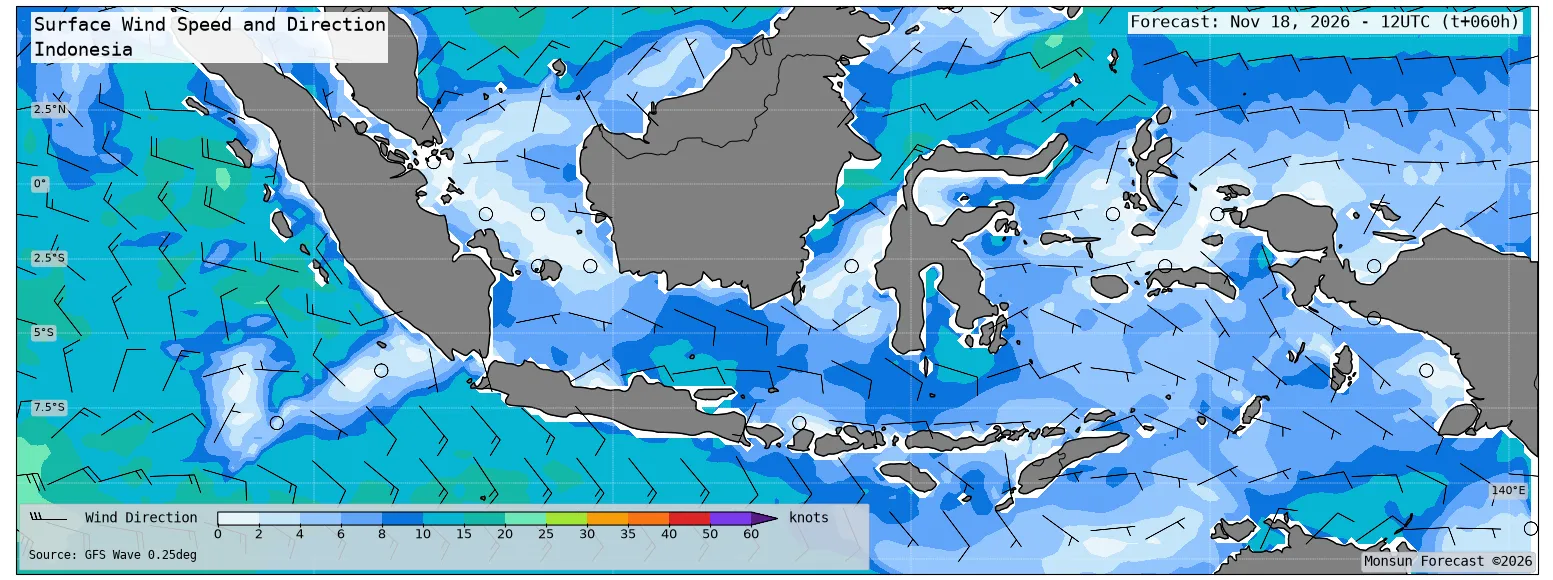 Surface Wind Speed and Direction
Indonesia
Forecast: Nov 18, 2026 - 12UTC (t+060h)
2.5°N
0°
2.5°S
5°S
7.5°S
140°E
Wind Direction
0 2 4 6 8 10 15 20 25 30 35 40 50 60
knots
Source: GFS Wave 0.25deg
Monsun Forecast ©2026